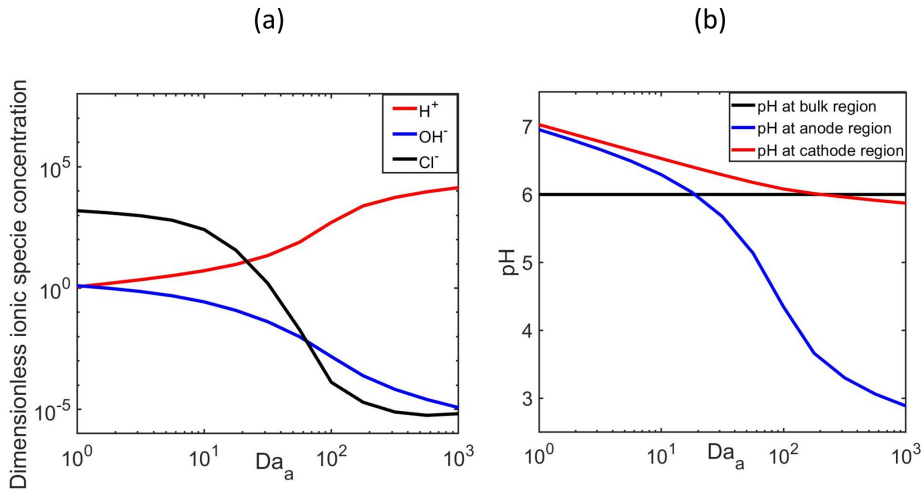 (a)
Dimensionless ionic specie concentration
10⁵
10⁰
10⁻⁵
10⁰
10¹
10²
10³
Daₐ
H⁺
OH⁻
Cl⁻
(b)
pH
7
6
5
4
3
10⁰
10¹
10²
10³
Daₐ
pH at bulk region
pH at anode region
pH at cathode region